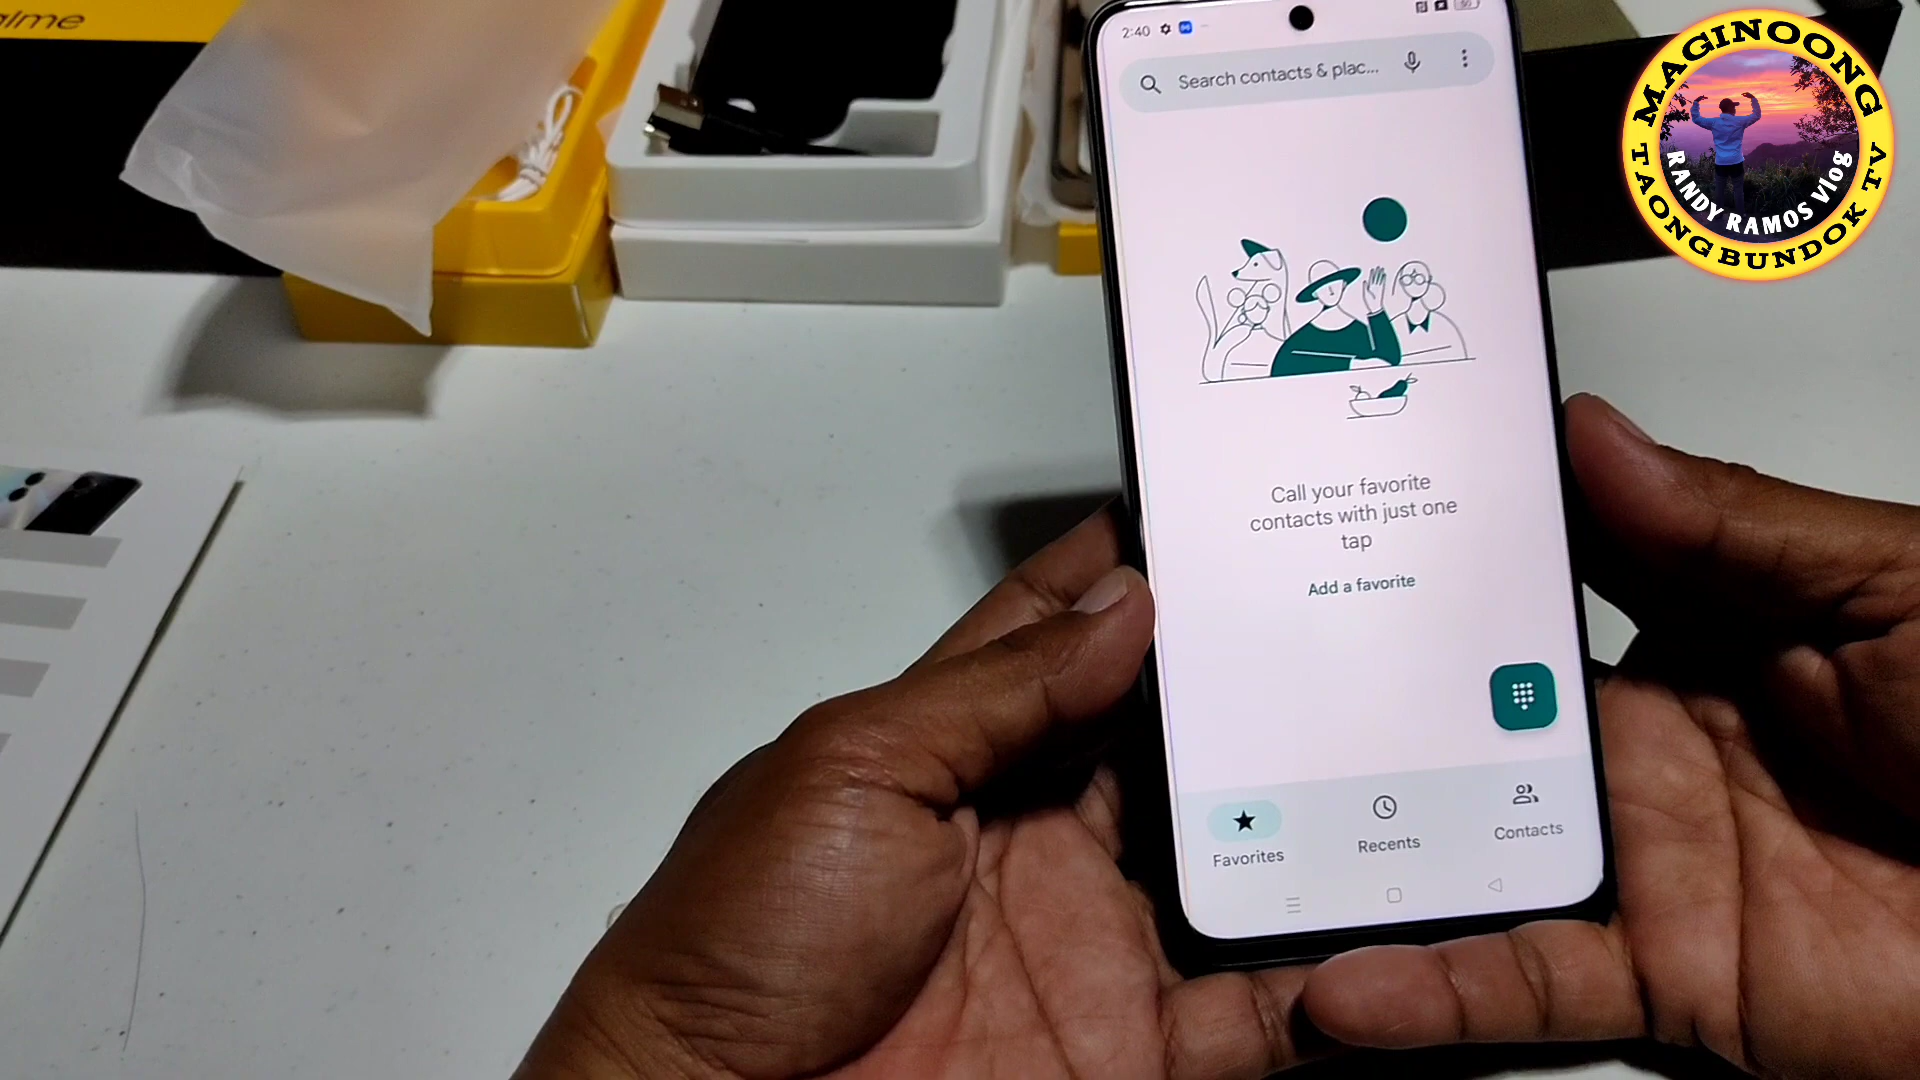 2:40
Search contacts & plac...
Call your favorite
contacts with just one
tap
Add a favorite
Favorites
Recents
Contacts
MAGINOONG
TAONG BUNDOK TV
RANDY RAMOS Vlog